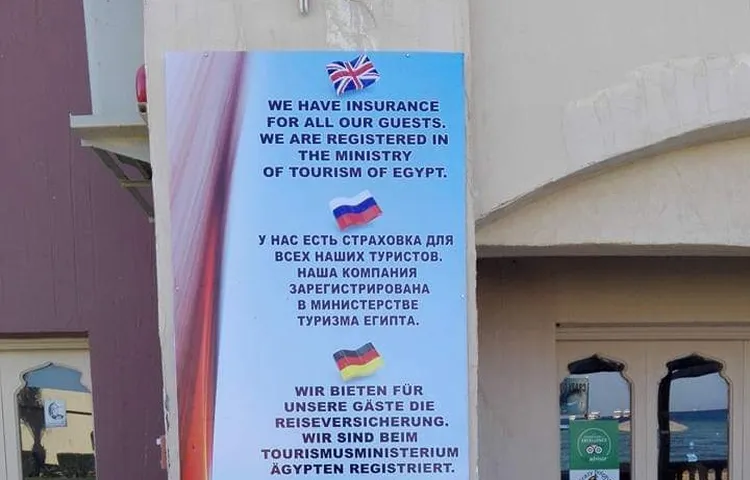 WE HAVE INSURANCE
FOR ALL OUR GUESTS.
WE ARE REGISTERED IN
THE MINISTRY
OF TOURISM OF EGYPT.
У НАС ЕСТЬ СТРАХОВКА ДЛЯ
ВСЕХ НАШИХ ТУРИСТОВ.
НАША КОМПАНИЯ
ЗАРЕГИСТРИРОВАНА
В МИНИСТЕРСТВЕ
ТУРИЗМА ЕГИПТА.
WIR BIETEN FÜR
UNSERE GÄSTE DIE
REISEVERSICHERUNG.
WIR SIND BEIM
TOURISMUSMINISTERIUM
ÄGYPTEN REGISTRIERT.